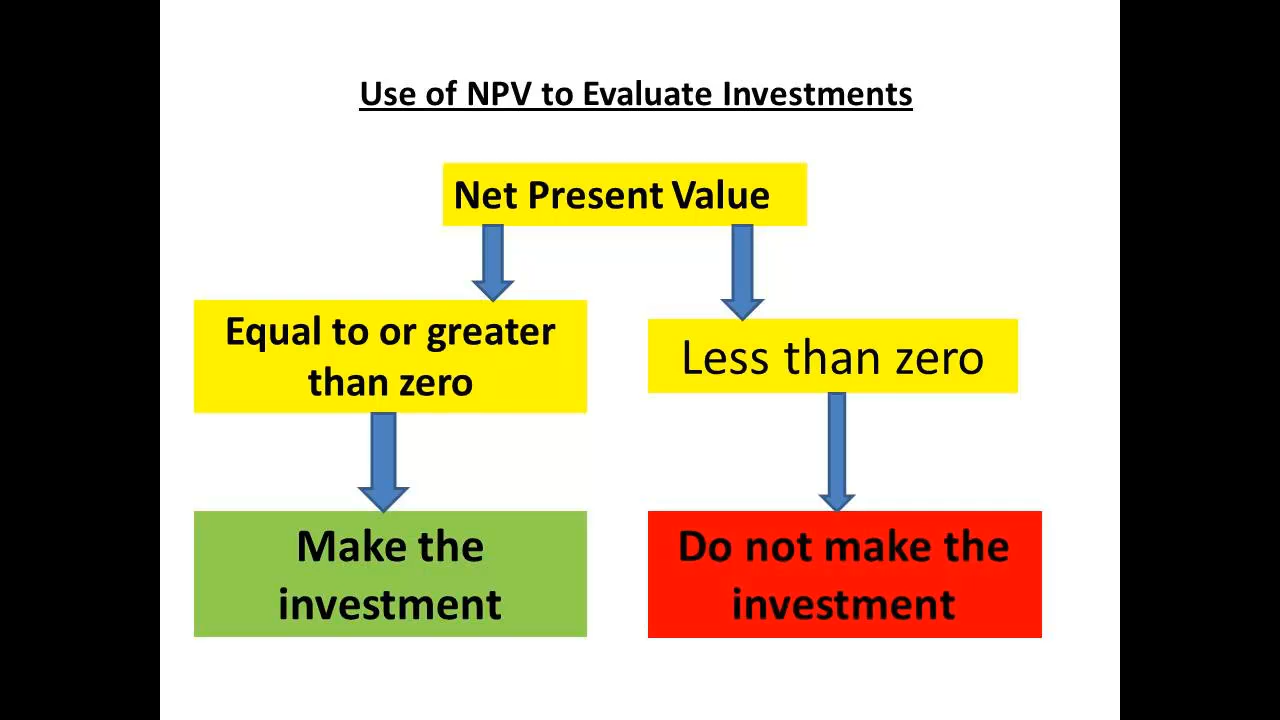 Use of NPV to Evaluate Investments
Net Present Value
Equal to or greater
than zero
Less than zero
Make the
investment
Do not make the
investment